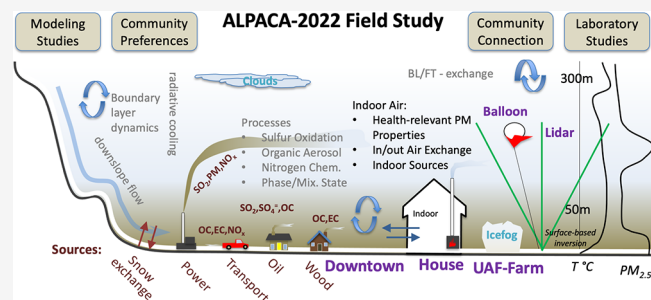 ALPACA-2022 Field Study
Modeling
Studies
Community
Preferences
Community
Connection
Laboratory
Studies
Boundary
layer
dynamics
downslope flow
radiative cooling
Clouds
BL/FT - exchange
300m
Processes
• Sulfur Oxidation
• Organic Aerosol
• Nitrogen Chem.
• Phase/Mix. State
Indoor Air:
• Health-relevant PM
Properties
• In/out Air Exchange
• Indoor Sources
Balloon
Lidar
SO₂,PM,NOₓ
OC,EC,NOₓ
SO₂,SO₄⁼,OC
OC,EC
Indoor
Icefog
50m
Surface-based
inversion
Sources:
Snow
exchange
Power
Transport
Oil
Wood
Downtown
House
UAF-Farm
T °C
PM₂.₅